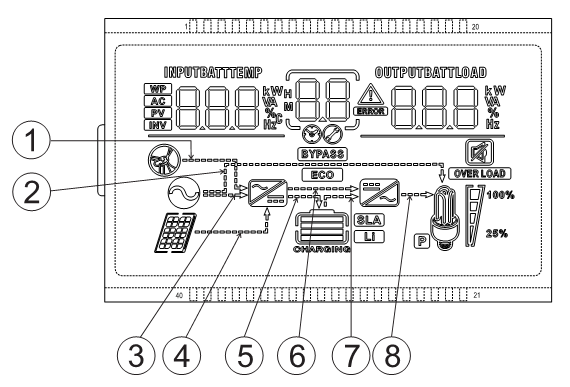 1 20
INPUTBATTTEMP OUTPUTBATTLOAD
WP kW H kW
AC VA M VA
PV % ERROR %
INV Hz °C Hz
1 BYPASS
2 ECO OVER LOAD
100%
SLA
LI P 25%
CHARGING
40 21
3 4 5 6 7 8